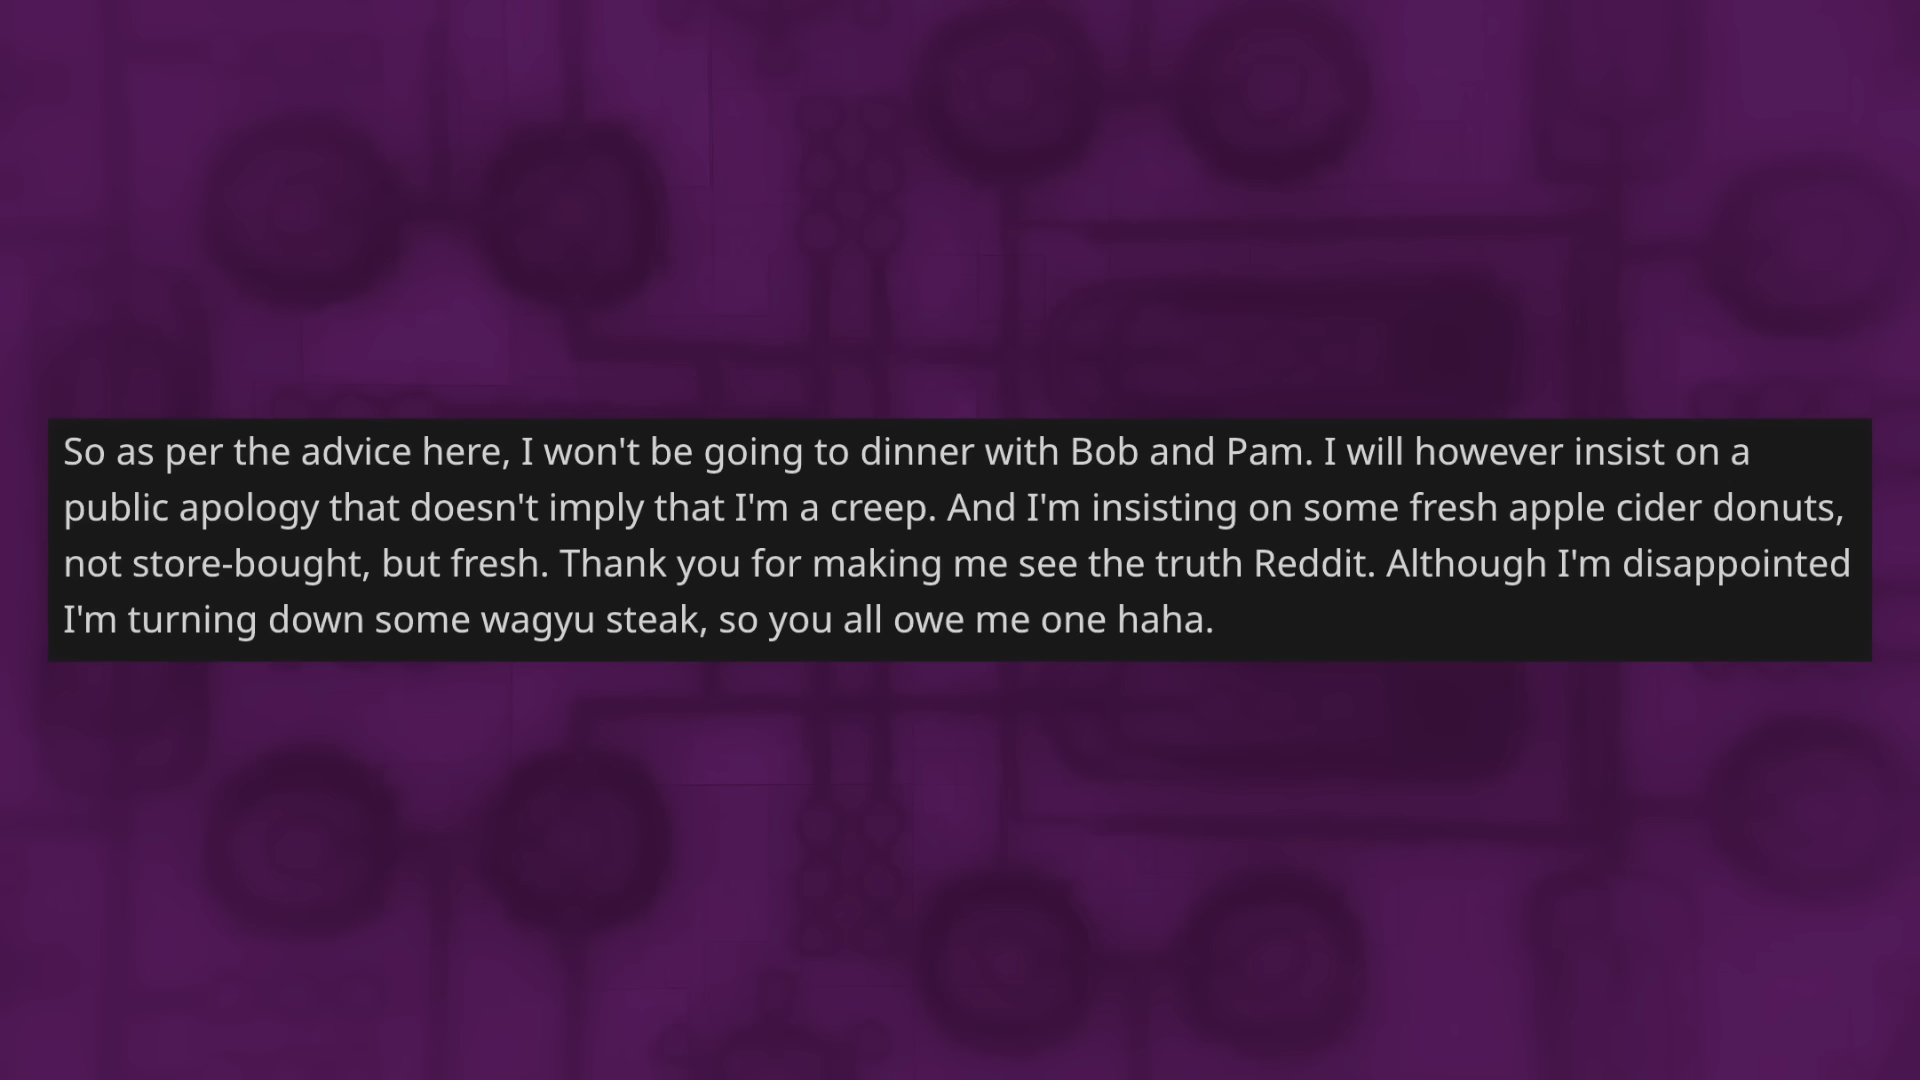 So as per the advice here, I won't be going to dinner with Bob and Pam. I will however insist on a
public apology that doesn't imply that I'm a creep. And I'm insisting on some fresh apple cider donuts,
not store-bought, but fresh. Thank you for making me see the truth Reddit. Although I'm disappointed
I'm turning down some wagyu steak, so you all owe me one haha.